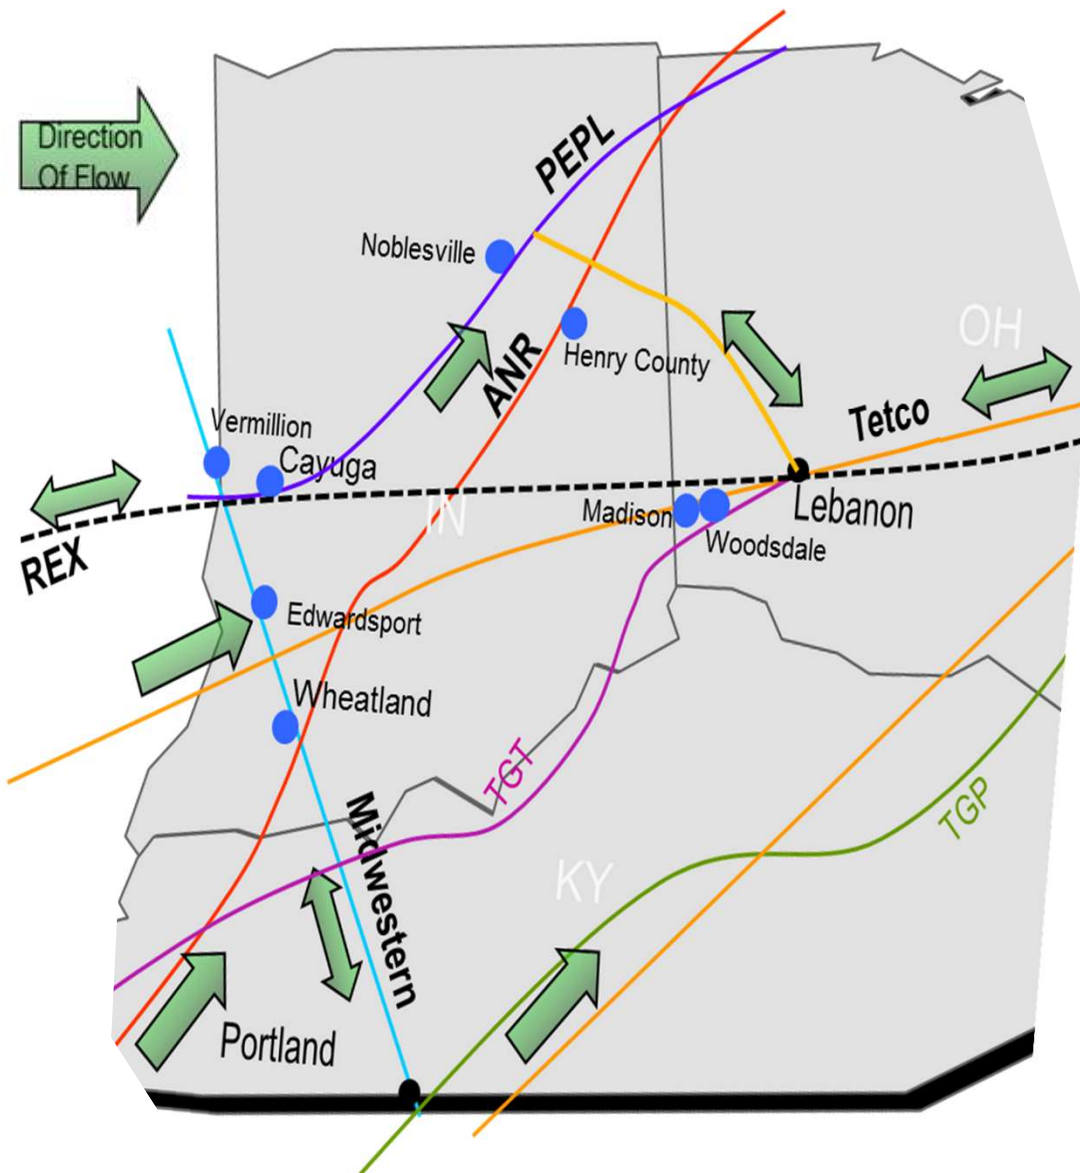 Direction
Of Flow
PEPL
Noblesville
ANR
Henry County
OH
Vermillion
Cayuga
Tetco
IN
Madison
Lebanon
Woodsdale
REX
Edwardsport
Wheatland
TGT
Midwestern
TGP
KY
Portland